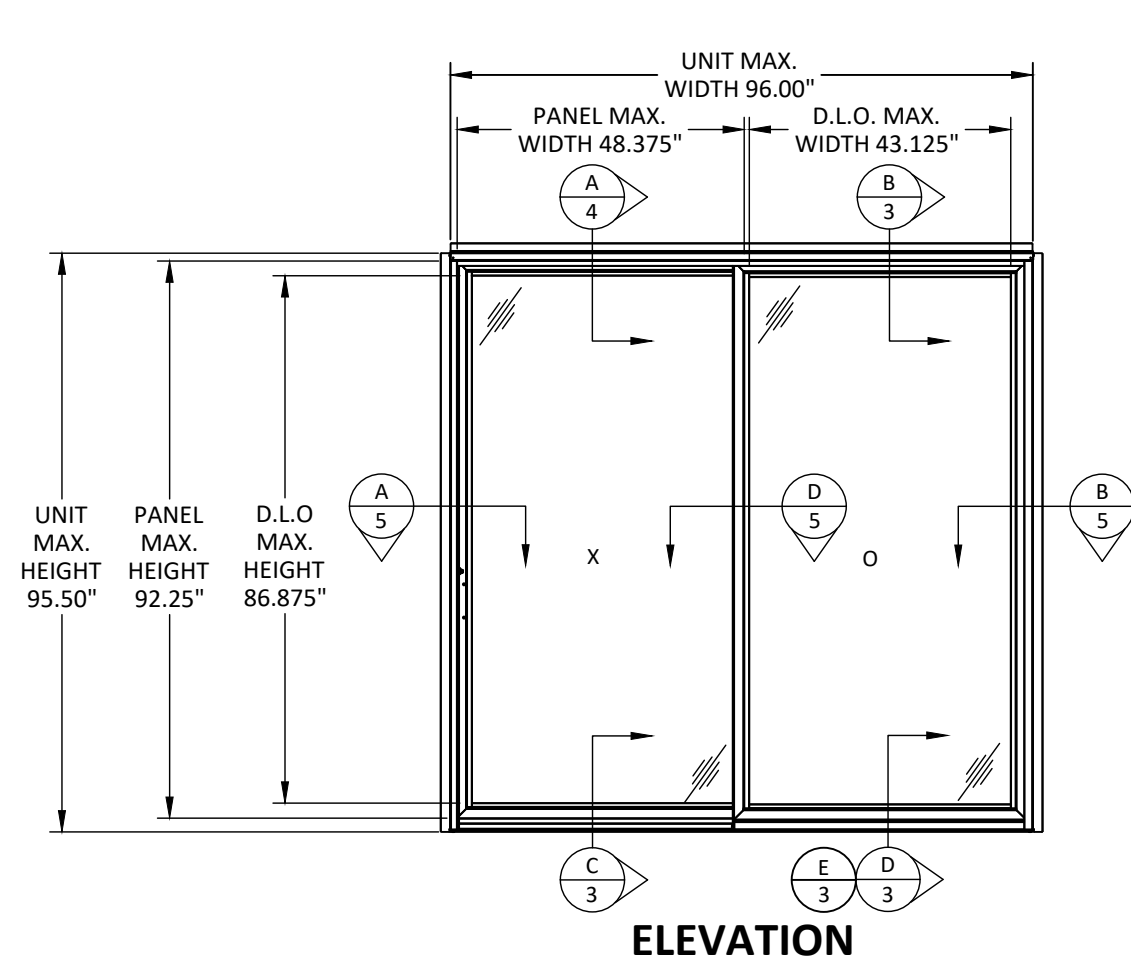 UNIT MAX.
WIDTH 96.00"
PANEL MAX.
WIDTH 48.375"
D.L.O. MAX.
WIDTH 43.125"
A
4
B
3
UNIT
MAX.
HEIGHT
95.50"
PANEL
MAX.
HEIGHT
92.25"
D.L.O
MAX.
HEIGHT
86.875"
A
5
X
D
5
O
B
5
C
3
E
3
D
3
ELEVATION